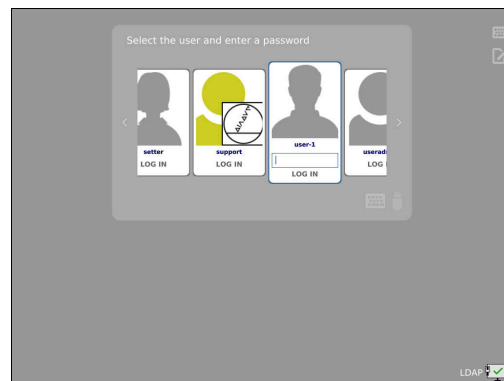 Select the user and enter a password
setter
LOG IN
support
LOG IN
user-1
LOG IN
LDAP